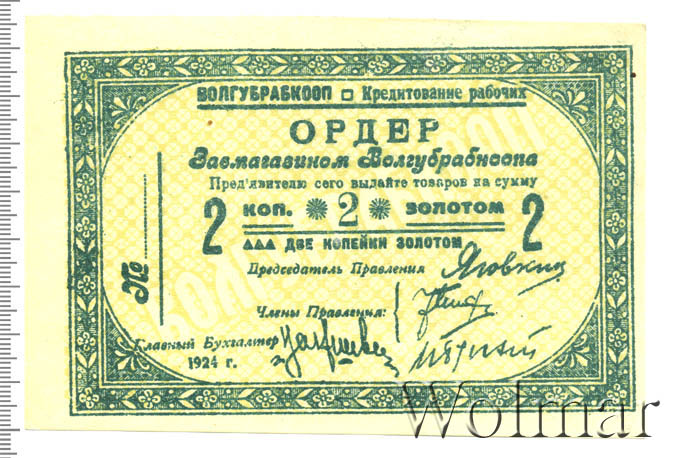 ВОЛГУБРАБКООП □ Кредитование рабочих
ОРДЕР
Завмагазином Волгубрабкоопа
Пред'явителю сего выдайте товаров на сумму
2 КОП. 2 ЗОЛОТОМ 2
ДВЕ КОПЕЙКИ ЗОЛОТОМ
Председатель Правления
Члены Правления:
Главный Бухгалтер
1924 г.
№
Wolmar